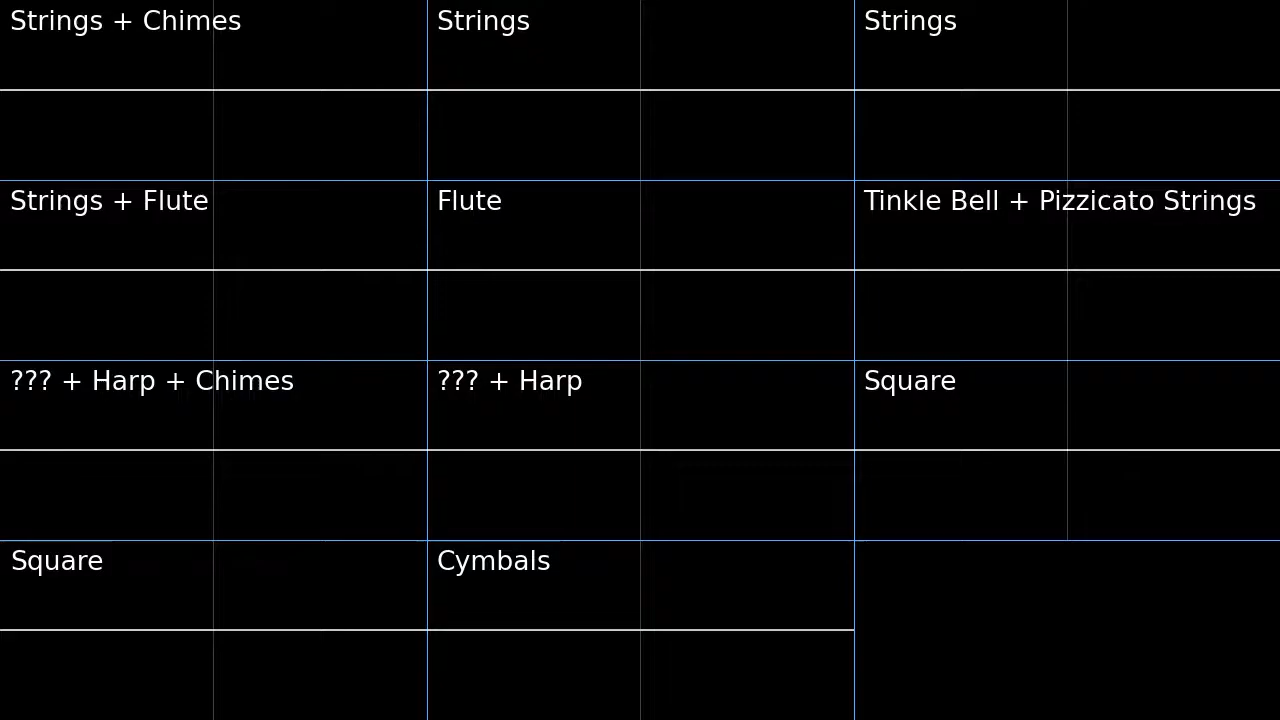 Strings + Chimes
Strings
Strings
Strings + Flute
Flute
Tinkle Bell + Pizzicato Strings
??? + Harp + Chimes
??? + Harp
Square
Square
Cymbals